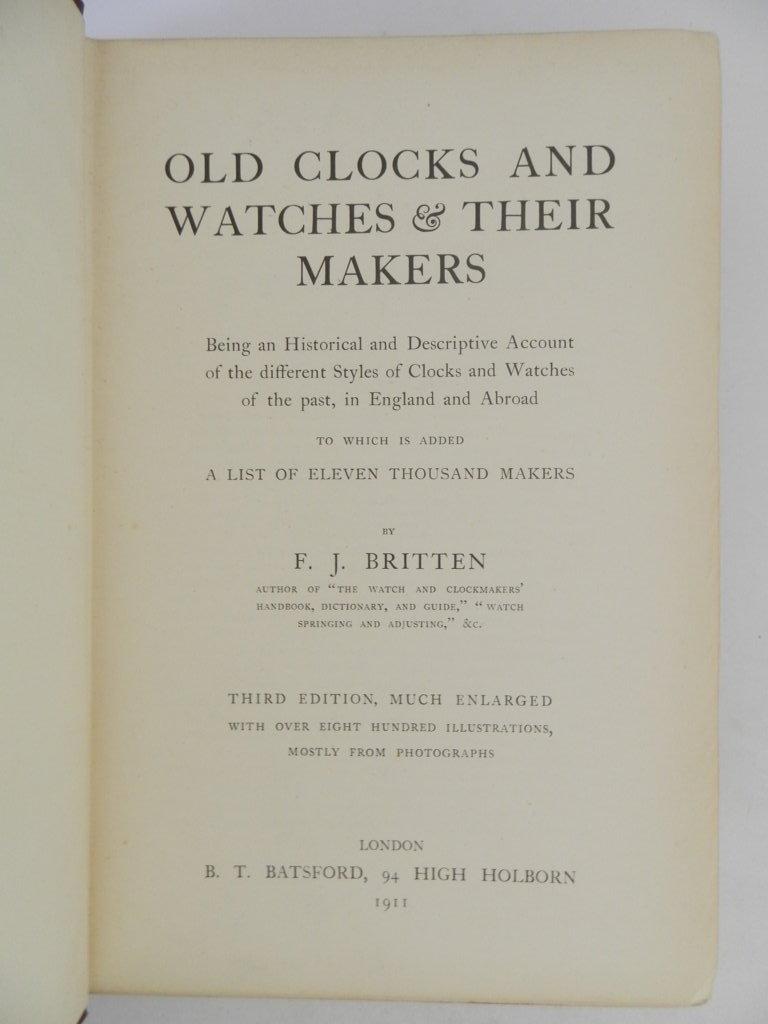 OLD CLOCKS AND
WATCHES & THEIR
MAKERS
Being an Historical and Descriptive Account
of the different Styles of Clocks and Watches
of the past, in England and Abroad
TO WHICH IS ADDED
A LIST OF ELEVEN THOUSAND MAKERS
BY
F. J. BRITTEN
AUTHOR OF "THE WATCH AND CLOCKMAKERS'
HANDBOOK, DICTIONARY, AND GUIDE," "WATCH
SPRINGING AND ADJUSTING," &C.
THIRD EDITION, MUCH ENLARGED
WITH OVER EIGHT HUNDRED ILLUSTRATIONS,
MOSTLY FROM PHOTOGRAPHS
LONDON
B. T. BATSFORD, 94 HIGH HOLBORN
1911